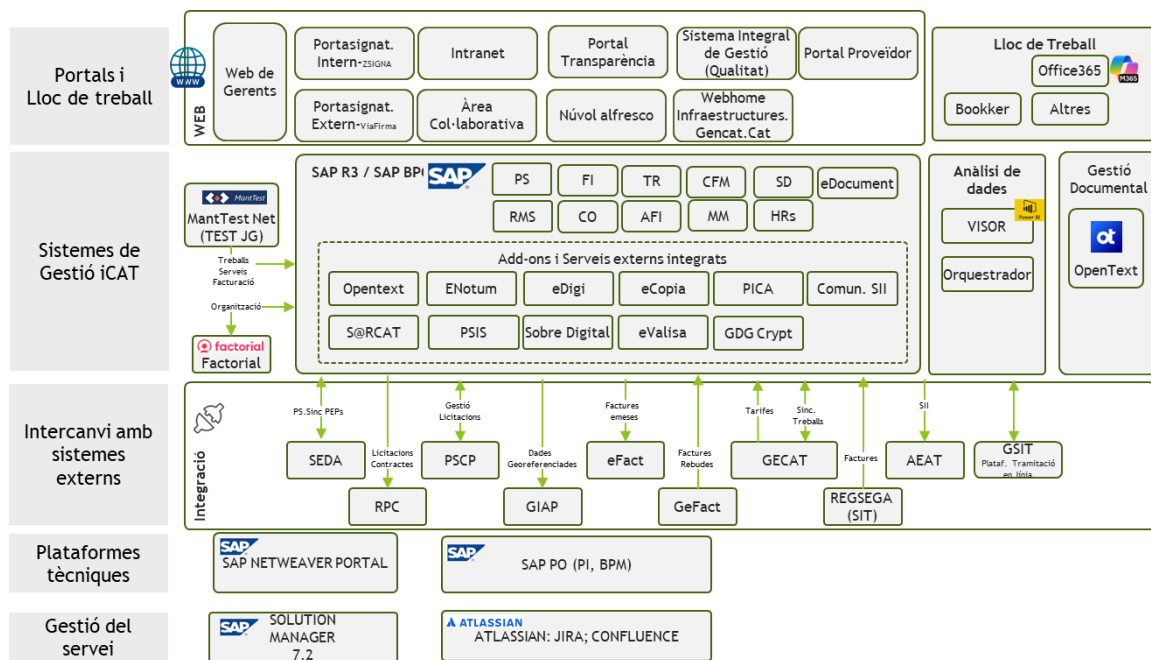 Portals i
Lloc de treball
WWW
WEB
Web de
Gerents
Portasignat.
Intern-ZSIGNA
Intranet
Portal
Transparència
Sistema Integral
de Gestió
(Qualitat)
Portal Proveïdor
Portasignat.
Extern-ViaFirma
Àrea
Col·laborativa
Núvol alfresco
Webhome
Infraestructures.
Gencat.Cat
Lloc de Treball
Office365
M365
Bookker
Altres
Sistemes de
Gestió iCAT
MantTest
MantTest Net
(TEST JG)
Treballs
Serveis
Facturació
Organització
factorial
Factorial
SAP R3 / SAP BPC
SAP
PS
FI
TR
CFM
SD
eDocument
RMS
CO
AFI
MM
HRs
Add-ons i Serveis externs integrats
Opentext
ENotum
eDigi
eCopia
PICA
Comun. SII
S@RCAT
PSIS
Sobre Digital
eValisa
GDG Crypt
Anàlisi de
dades
Power BI
VISOR
Orquestrador
Gestió
Documental
ot
OpenText
Intercanvi amb
sistemes
externs
Integració
PS.Sinc PEPs
SEDA
Licitacions
Contractes
RPC
Gestió
Licitacions
PSCP
Dades
Georeferenciades
GIAP
Factures
emeses
eFact
Factures
Rebudes
GeFact
Tarifes
Sinc.
Treballs
GECAT
Factures
REGSEGA
(SIT)
SII
AEAT
GSIT
Plataf. Tramitació
en línia
Plataformes
tècniques
SAP
SAP NETWEAVER PORTAL
SAP
SAP PO (PI, BPM)
Gestió del
servei
SAP
SOLUTION
MANAGER
7.2
ATLASSIAN
ATLASSIAN: JIRA; CONFLUENCE